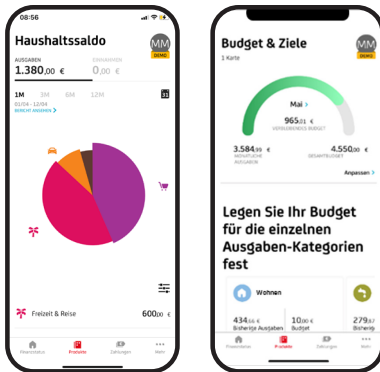 08:56
Haushaltssaldo
MM
DEMO
AUSGABEN
EINNAHMEN
1.380,00 €
0,00 €
1M 3M 6M 12M
31
01/04 - 12/04
BERICHT ANSEHEN >
Freizeit & Reise
600,00 €
Finanzstatus
Produkte
Zahlungen
Mehr
Budget & Ziele
MM
DEMO
1 Karte
Mai >
965,01 €
VERBLEIBENDES BUDGET
3.584,99 €
4.550,00 €
MONATLICHE
AUSGABEN
GESAMTBUDGET
Anpassen >
Legen Sie Ihr Budget
für die einzelnen
Ausgaben-Kategorien
fest
Wohnen
434,66 €
10,00 €
279,67
Bisherige Ausgaben
Budget
Bisherig
Finanzstatus
Produkte
Zahlungen
Mehr